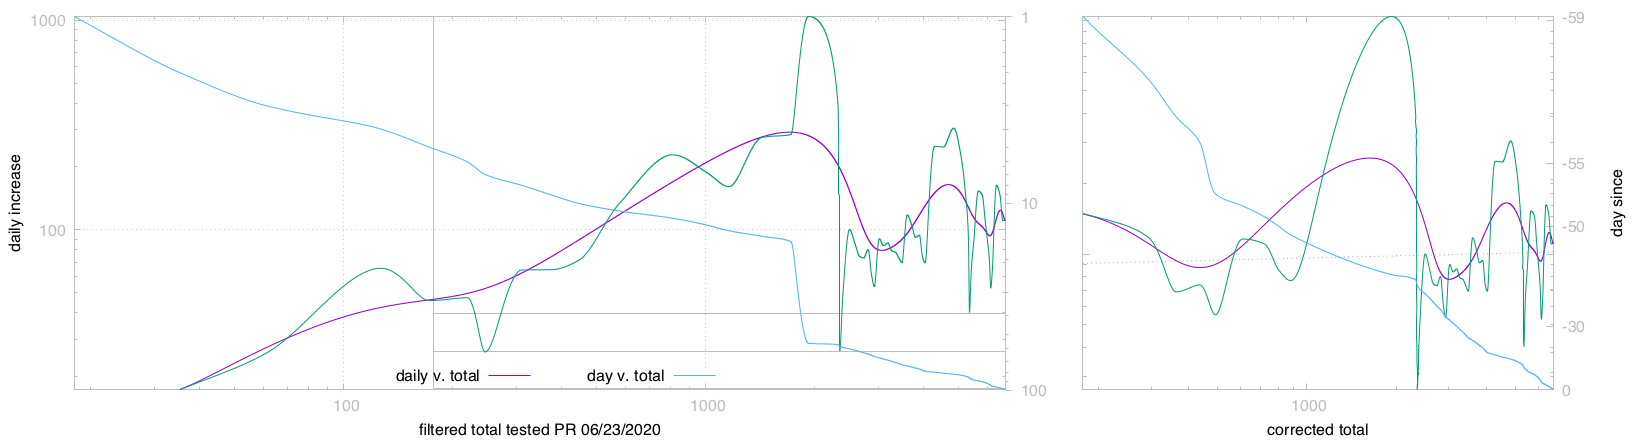 1000
100
daily increase
1
10
100
daily v. total
day v. total
100
1000
filtered total tested PR 06/23/2020
-59
-55
-50
-30
0
day since
1000
corrected total